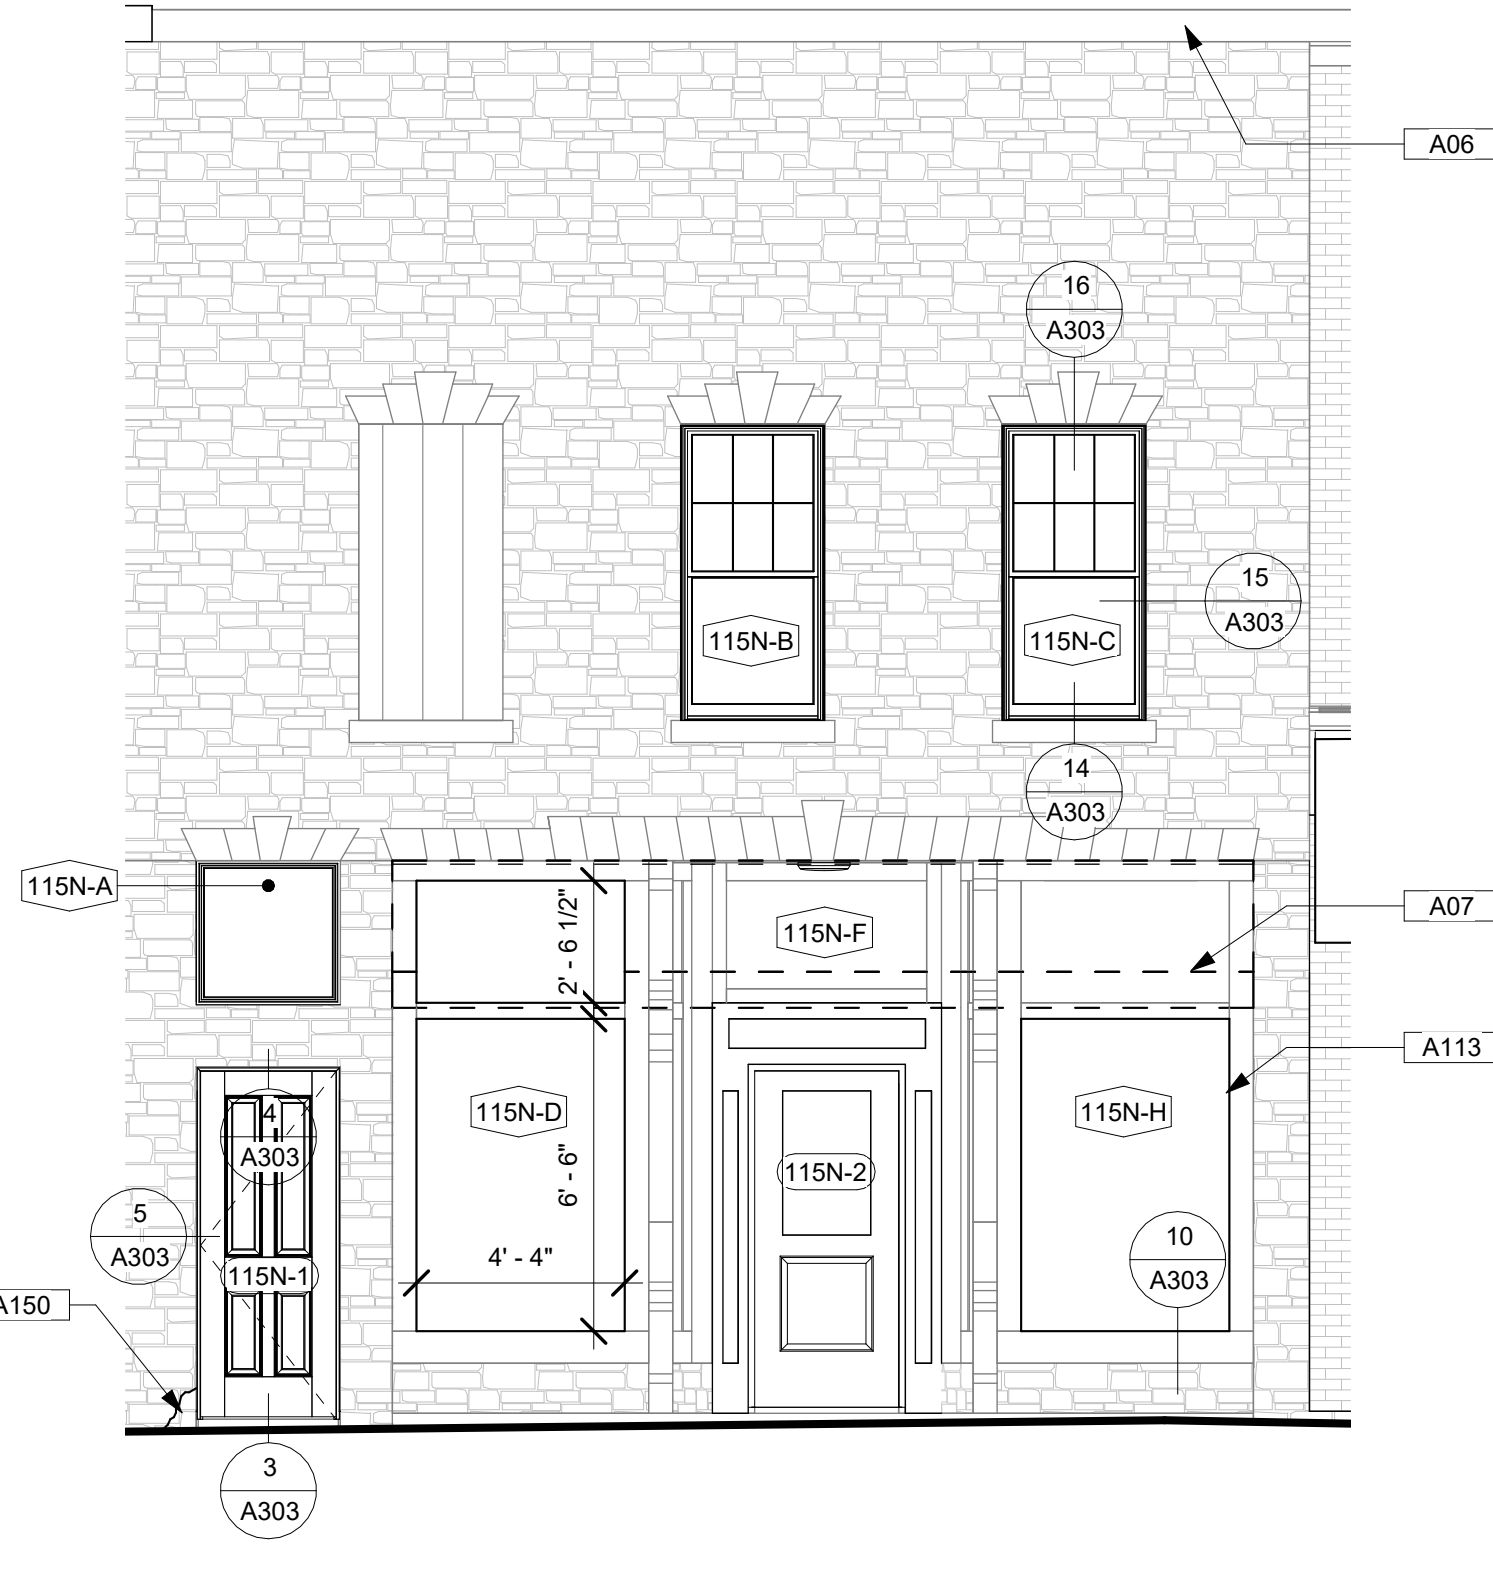 A06
16
A303
15
A303
115N-B
115N-C
14
A303
115N-A
2' - 6 1/2"
115N-F
A07
A113
4
A303
115N-D
115N-H
6' - 6"
115N-2
5
A303
10
A303
4' - 4"
115N-1
A150
3
A303